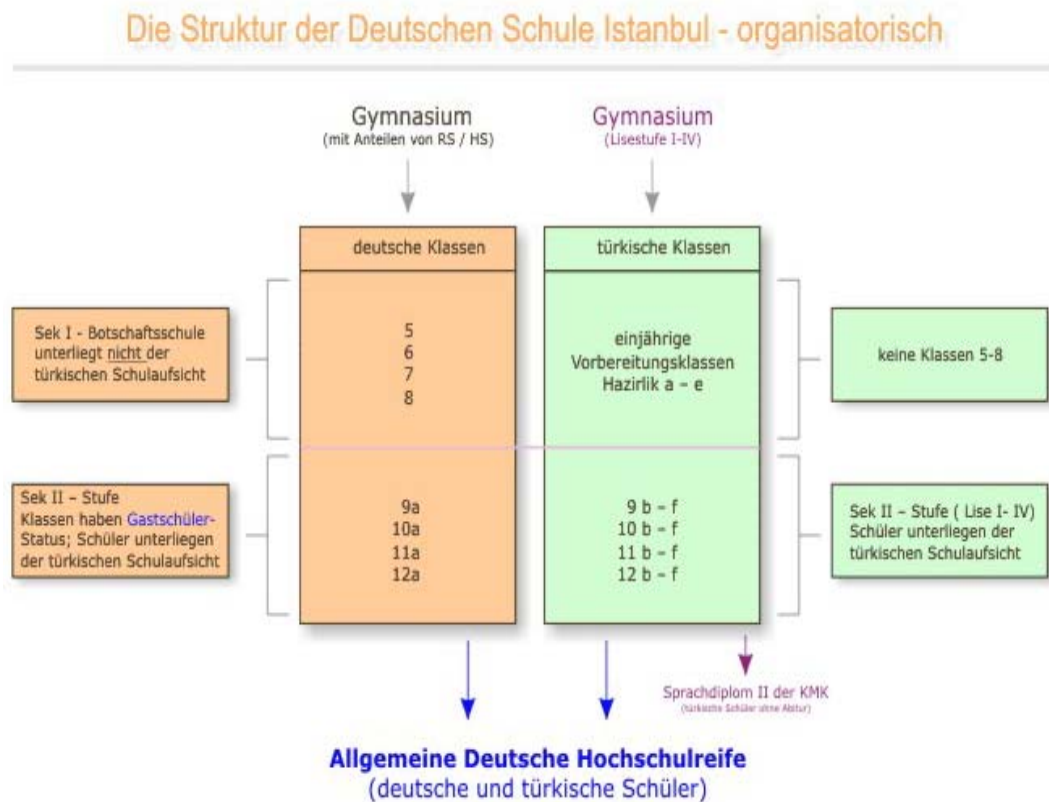 Die Struktur der Deutschen Schule Istanbul - organisatorisch
Gymnasium
(mit Anteilen von RS / HS)
Gymnasium
(Lisestufe I-IV)
deutsche Klassen
türkische Klassen
Sek I - Botschaftsschule
unterliegt nicht der
türkischen Schulaufsicht
5
6
7
8
einjährige
Vorbereitungsklassen
Hazirlik a – e
keine Klassen 5-8
Sek II – Stufe
Klassen haben Gastschüler-
Status; Schüler unterliegen
der türkischen Schulaufsicht
9a
10a
11a
12a
9 b – f
10 b – f
11 b – f
12 b – f
Sek II – Stufe ( Lise I- IV)
Schüler unterliegen der
türkischen Schulaufsicht
Sprachdiplom II der KMK
(türkische Schüler ohne Abitur)
Allgemeine Deutsche Hochschulreife
(deutsche und türkische Schüler)